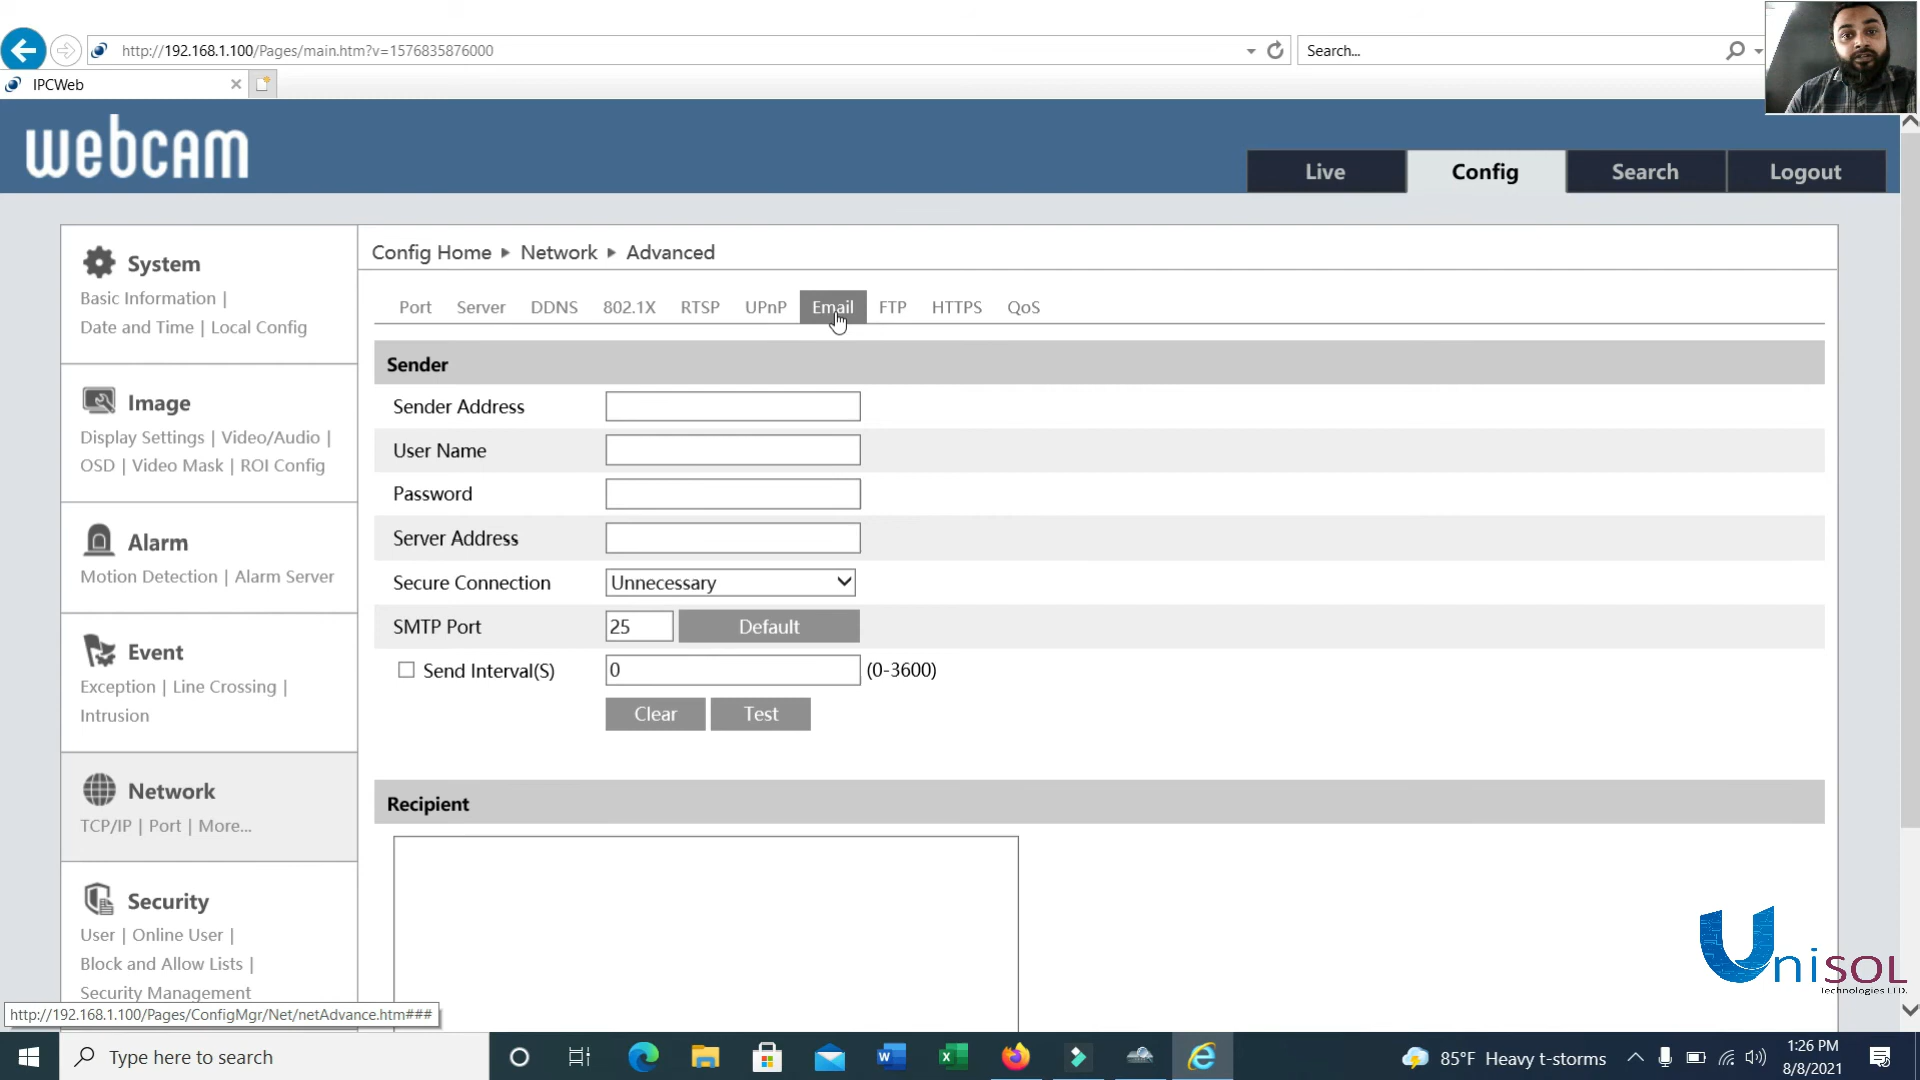 http://192.168.1.100/Pages/main.htm?v=1576835876000
Search...
IPCWeb
webcam
Live
Config
Search
Logout
System
Basic Information |
Date and Time | Local Config
Image
Display Settings | Video/Audio |
OSD | Video Mask | ROI Config
Alarm
Motion Detection | Alarm Server
Event
Exception | Line Crossing |
Intrusion
Network
TCP/IP | Port | More...
Security
User | Online User |
Block and Allow Lists |
Security Management
Config Home ▸ Network ▸ Advanced
Port Server DDNS 802.1X RTSP UPnP Email FTP HTTPS QoS
Sender
Sender Address
User Name
Password
Server Address
Secure Connection Unnecessary
SMTP Port 25 Default
Send Interval(S) 0 (0-3600)
Clear Test
Recipient
Unisol
Technologies LTD.
http://192.168.1.100/Pages/ConfigMgr/Net/netAdvance.htm###
Type here to search
85°F Heavy t-storms
1:26 PM
8/8/2021